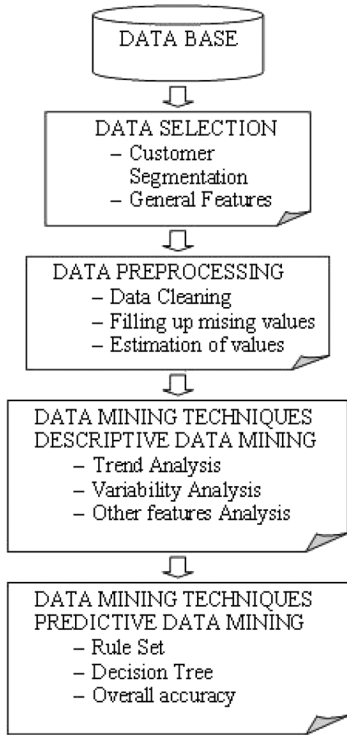 DATA BASE
DATA SELECTION
– Customer
Segmentation
– General Features
DATA PREPROCESSING
– Data Cleaning
– Filling up mising values
– Estimation of values
DATA MINING TECHNIQUES
DESCRIPTIVE DATA MINING
– Trend Analysis
– Variability Analysis
– Other features Analysis
DATA MINING TECHNIQUES
PREDICTIVE DATA MINING
– Rule Set
– Decision Tree
– Overall accuracy